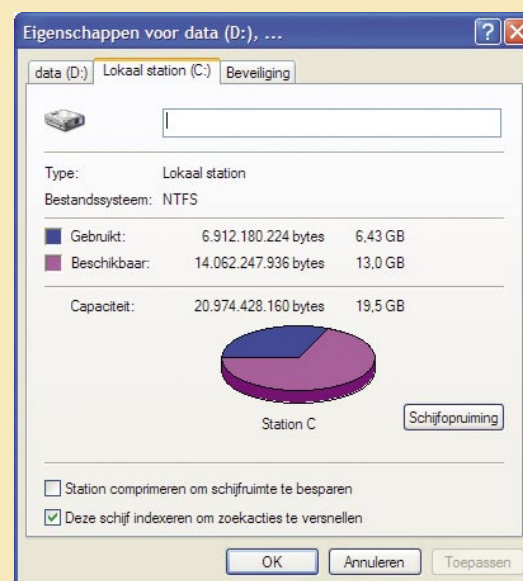 Eigenschappen voor data (D:), ...
data (D:) Lokaal station (C:) Beveiliging
Type: Lokaal station
Bestandssysteem: NTFS
Gebruikt: 6.912.180.224 bytes 6,43 GB
Beschikbaar: 14.062.247.936 bytes 13,0 GB
Capaciteit: 20.974.428.160 bytes 19,5 GB
Station C
Schijfopruiming
Station comprimeren om schijfruimte te besparen
Deze schijf indexeren om zoekacties te versnellen
OK Annuleren Toepassen